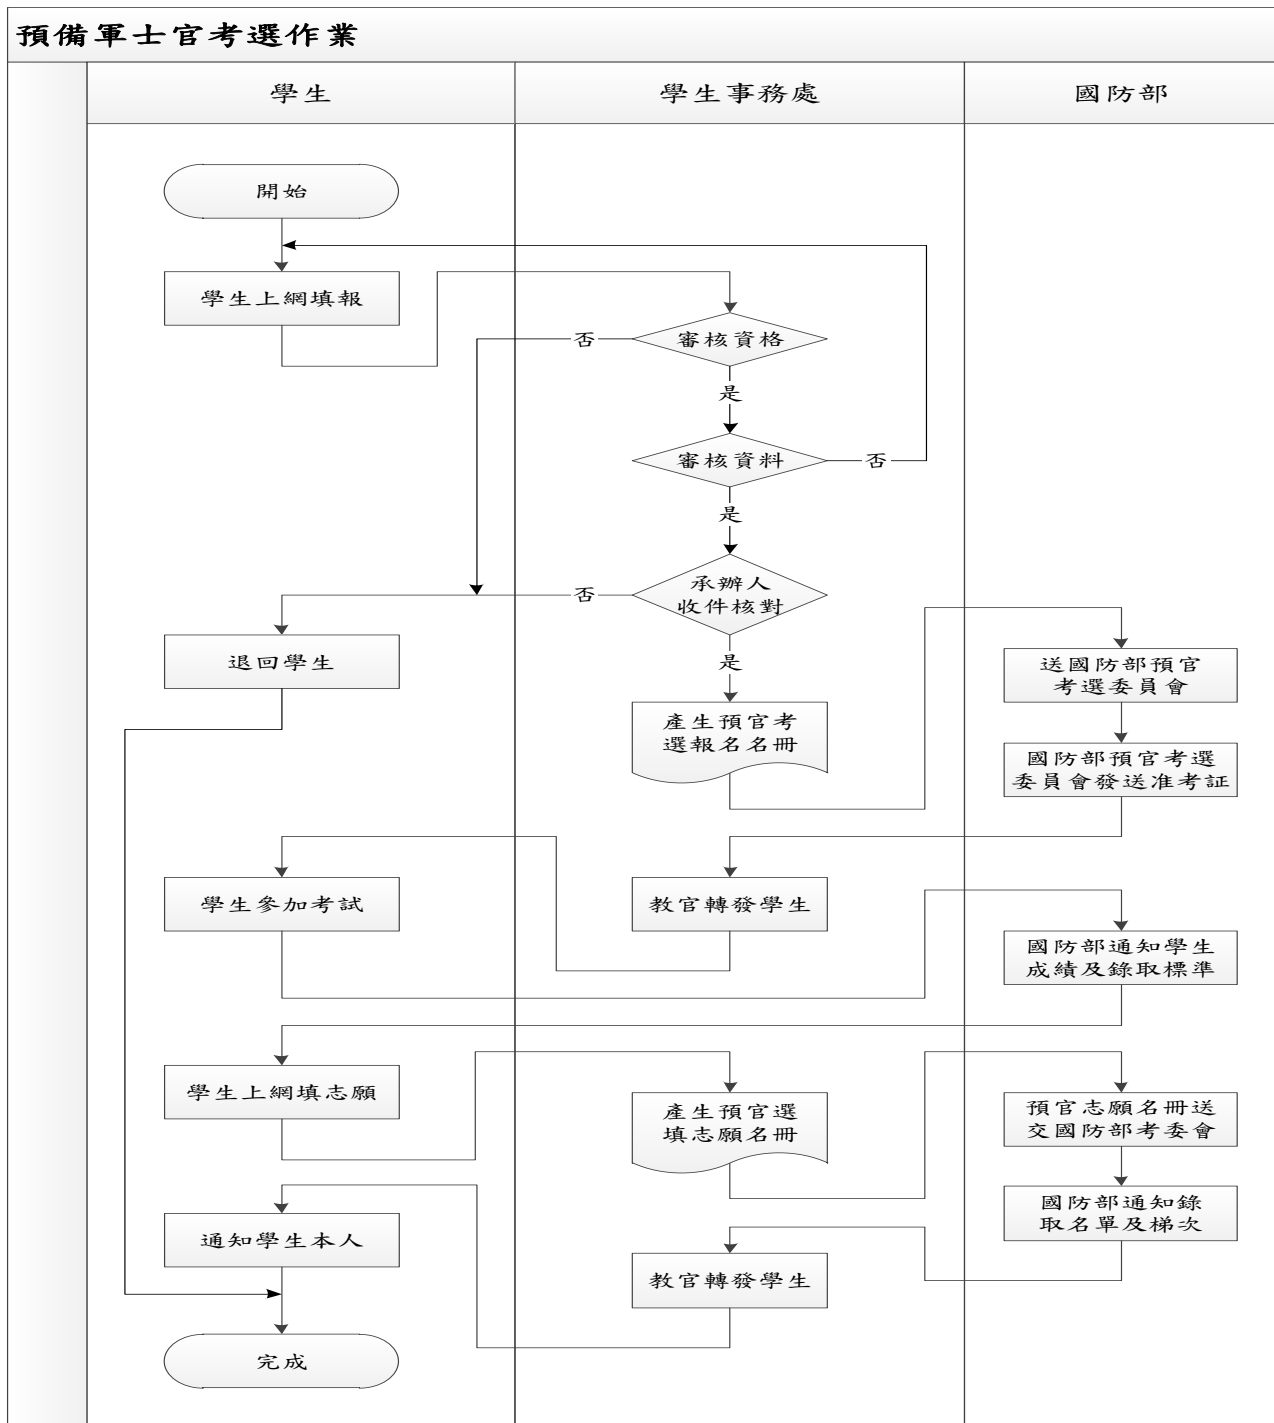 預備軍士官考選作業
學生
學生事務處
國防部
開始
學生上網填報
審核資格
否
是
審核資料
否
是
承辦人
收件核對
否
是
退回學生
產生預官考
選報名名冊
送國防部預官
考選委員會
國防部預官考選
委員會發送准考証
教官轉發學生
學生參加考試
國防部通知學生
成績及錄取標準
學生上網填志願
產生預官選
填志願名冊
預官志願名冊送
交國防部考委會
國防部通知錄
取名單及梯次
教官轉發學生
通知學生本人
完成